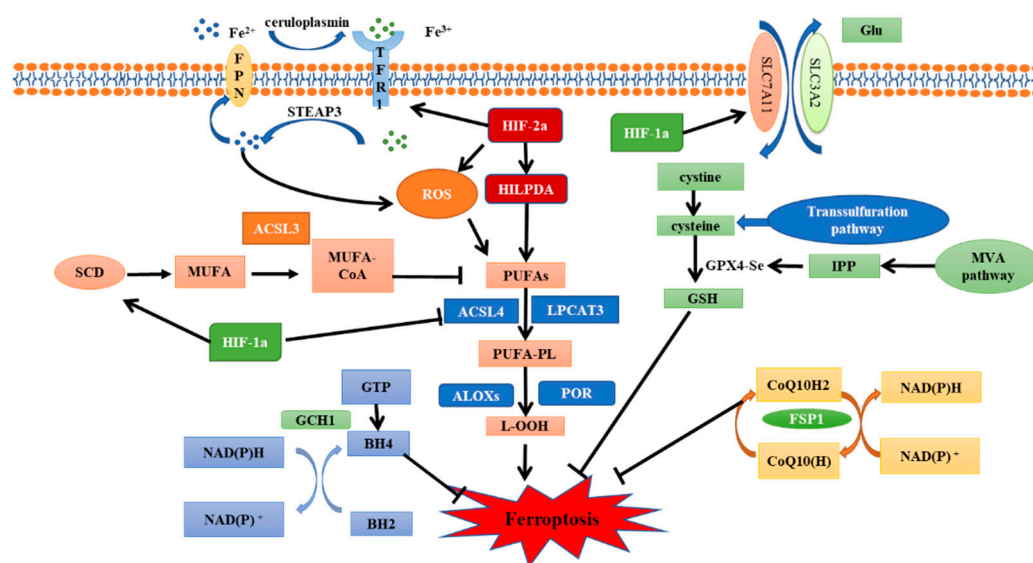 Fe2+
ceruloplasmin
Fe3+
Glu
FPN
TFR1
SLC7A11
SLC3A2
STEAP3
HIF-2a
HIF-1a
ROS
HILPDA
cystine
cysteine
Transsulfuration
pathway
ACSL3
SCD
MUFA
MUFA-
CoA
PUFAs
GPX4-Se
IPP
MVA
pathway
GSH
ACSL4
LPCAT3
HIF-1a
PUFA-PL
GTP
ALOXs
POR
CoQ10H2
NAD(P)H
GCH1
L-OOH
FSP1
NAD(P)H
BH4
CoQ10(H)
NAD(P)+
NAD(P)+
BH2
Ferroptosis